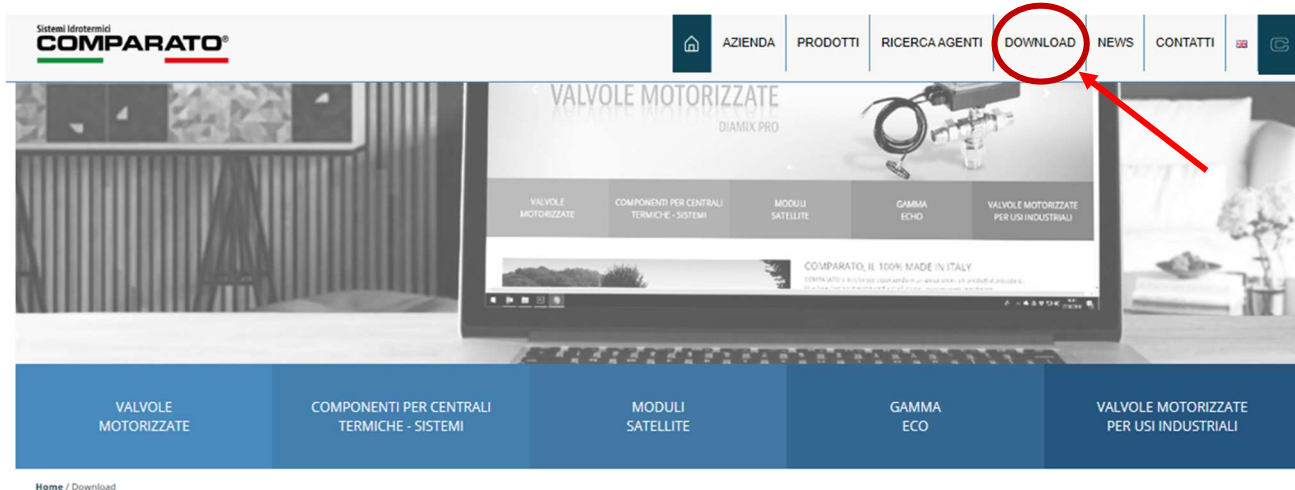 Sistemi Idrotermici
COMPARATO®
AZIENDA
PRODOTTI
RICERCA AGENTI
DOWNLOAD
NEWS
CONTATTI
VALVOLE MOTORIZZATE
DIAMIX PRO
VALVOLE
MOTORIZZATE
COMPONENTI PER CENTRALI
TERMICHE - SISTEMI
MODULI
SATELLITE
GAMMA
ECHO
VALVOLE MOTORIZZATE
PER USI INDUSTRIALI
COMPARATO, IL 100% MADE IN ITALY
VALVOLE
MOTORIZZATE
COMPONENTI PER CENTRALI
TERMICHE - SISTEMI
MODULI
SATELLITE
GAMMA
ECO
VALVOLE MOTORIZZATE
PER USI INDUSTRIALI
Home / Download